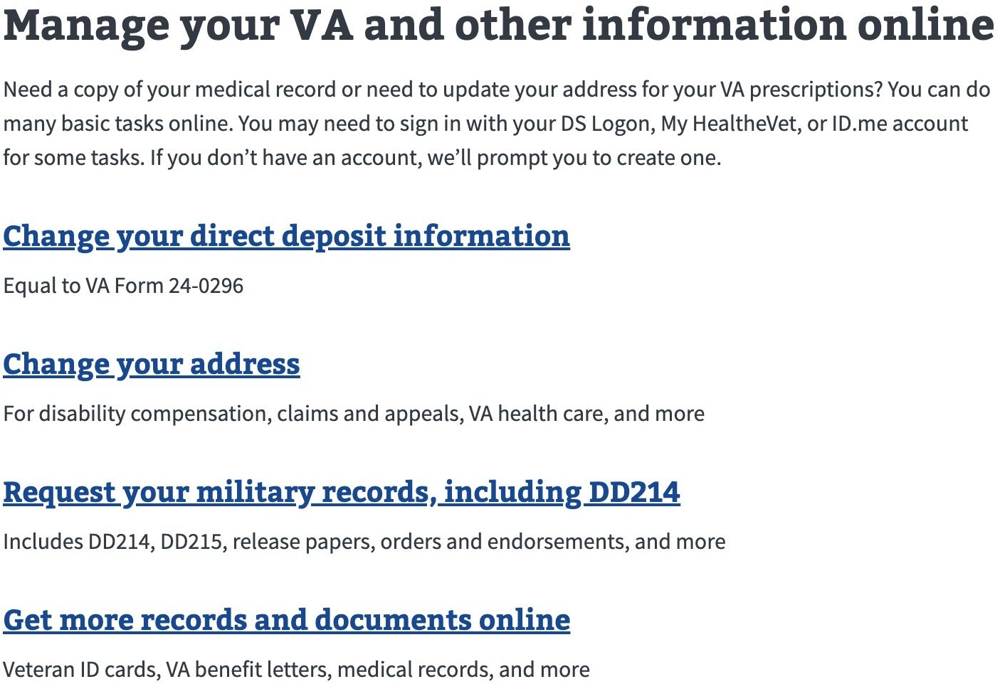 Manage your VA and other information online
Need a copy of your medical record or need to update your address for your VA prescriptions? You can do
many basic tasks online. You may need to sign in with your DS Logon, My HealtheVet, or ID.me account
for some tasks. If you don’t have an account, we’ll prompt you to create one.
Change your direct deposit information
Equal to VA Form 24-0296
Change your address
For disability compensation, claims and appeals, VA health care, and more
Request your military records, including DD214
Includes DD214, DD215, release papers, orders and endorsements, and more
Get more records and documents online
Veteran ID cards, VA benefit letters, medical records, and more